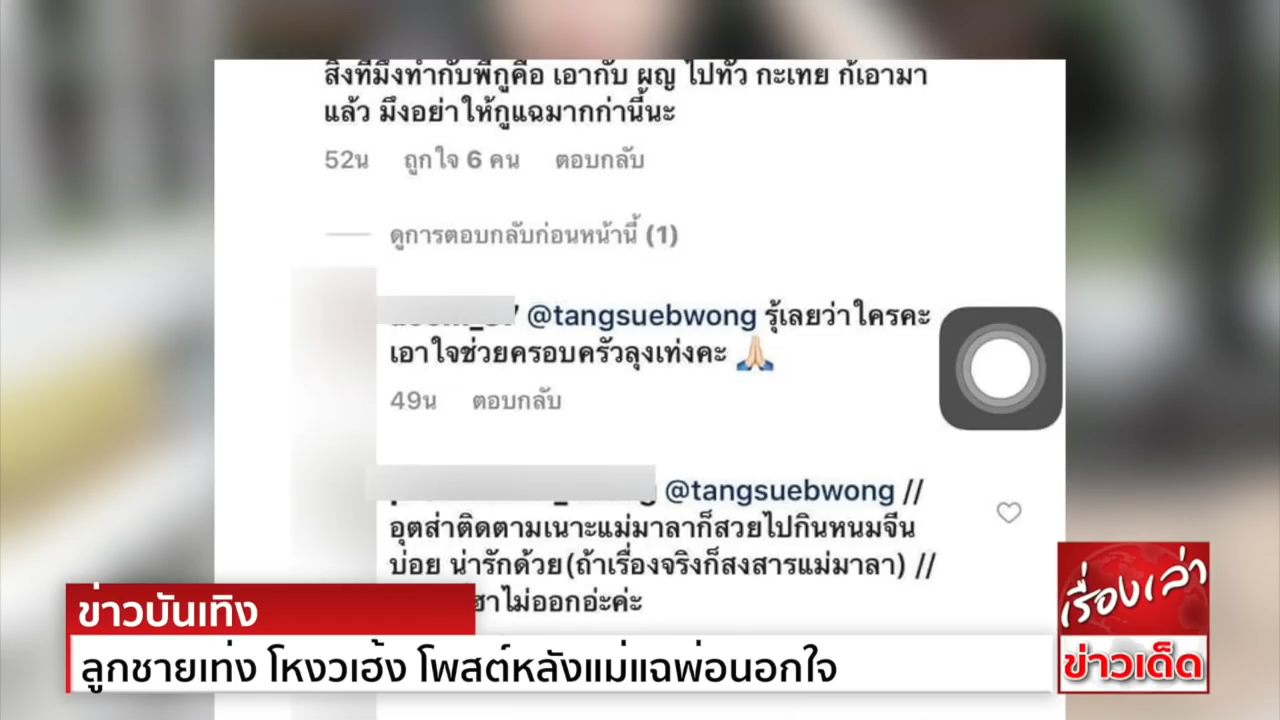 สิ่งที่มึงทำกับพี่กูคือ เอากับ ผญ ไปทั่ว กะเทย ก้เอามา
แล้ว มึงอย่าให้กูแฉมากก่านี้นะ
52น ถูกใจ 6 คน ตอบกลับ
ดูการตอบกลับก่อนหน้านี้ (1)
@tangsuebwong รู้เลยว่าใครคะ
เอาใจช่วยครอบครัวลุงเท่งคะ 🙏🏻
49น ตอบกลับ
@tangsuebwong //
อุตส่าติดตามเนาะแม่มาลาก็สวยไปกินหนมจีน
บ่อย น่ารักด้วย(ถ้าเรื่องจริงก็สงสารแม่มาลา) //
ฮาไม่ออกอ่ะค่ะ
ข่าวบันเทิง
ลูกชายเท่ง โหงวเฮ้ง โพสต์หลังแม่แฉพ่อนอกใจ
เรื่องเล่า
ข่าวเด็ด